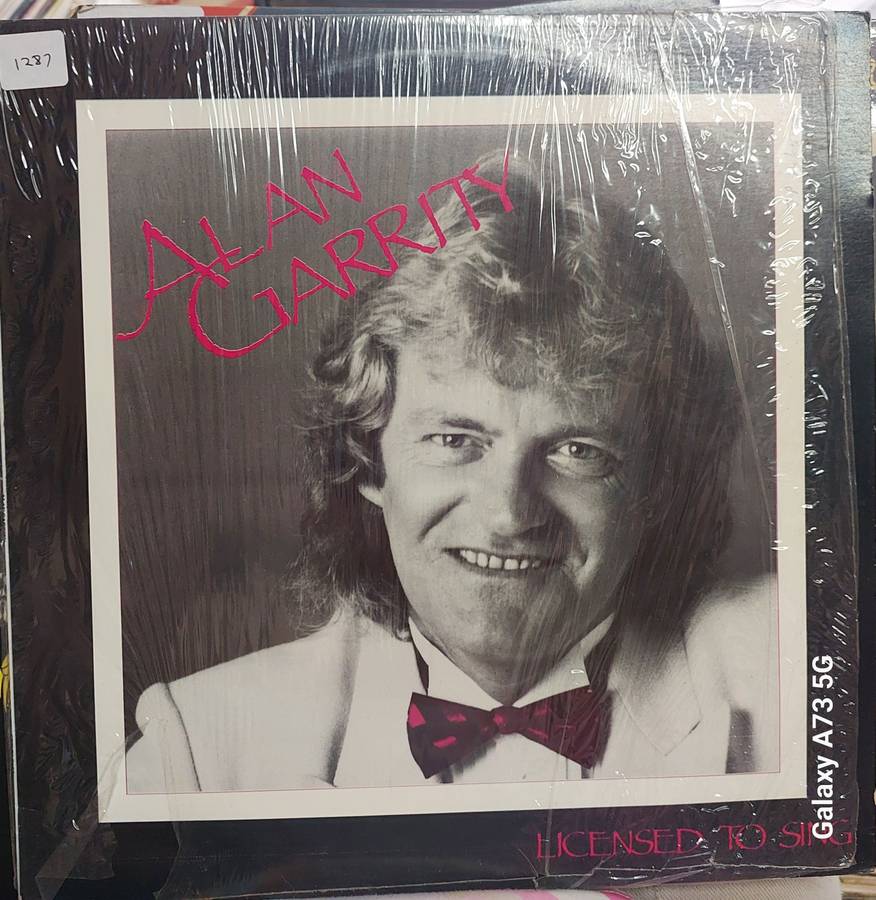 1287
ALAN
GARRITY
LICENSED TO SING
Galaxy A73 5G